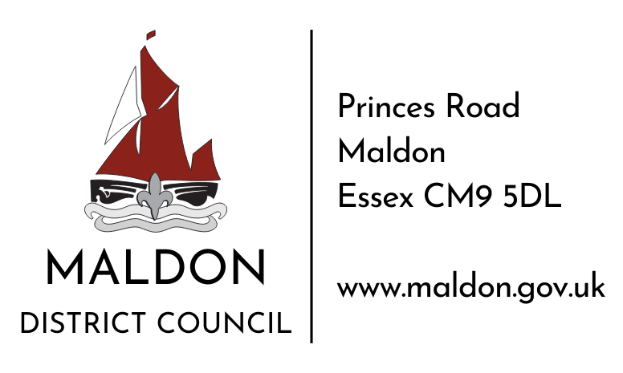 MALDON
DISTRICT COUNCIL
Princes Road
Maldon
Essex CM9 5DL
www.maldon.gov.uk